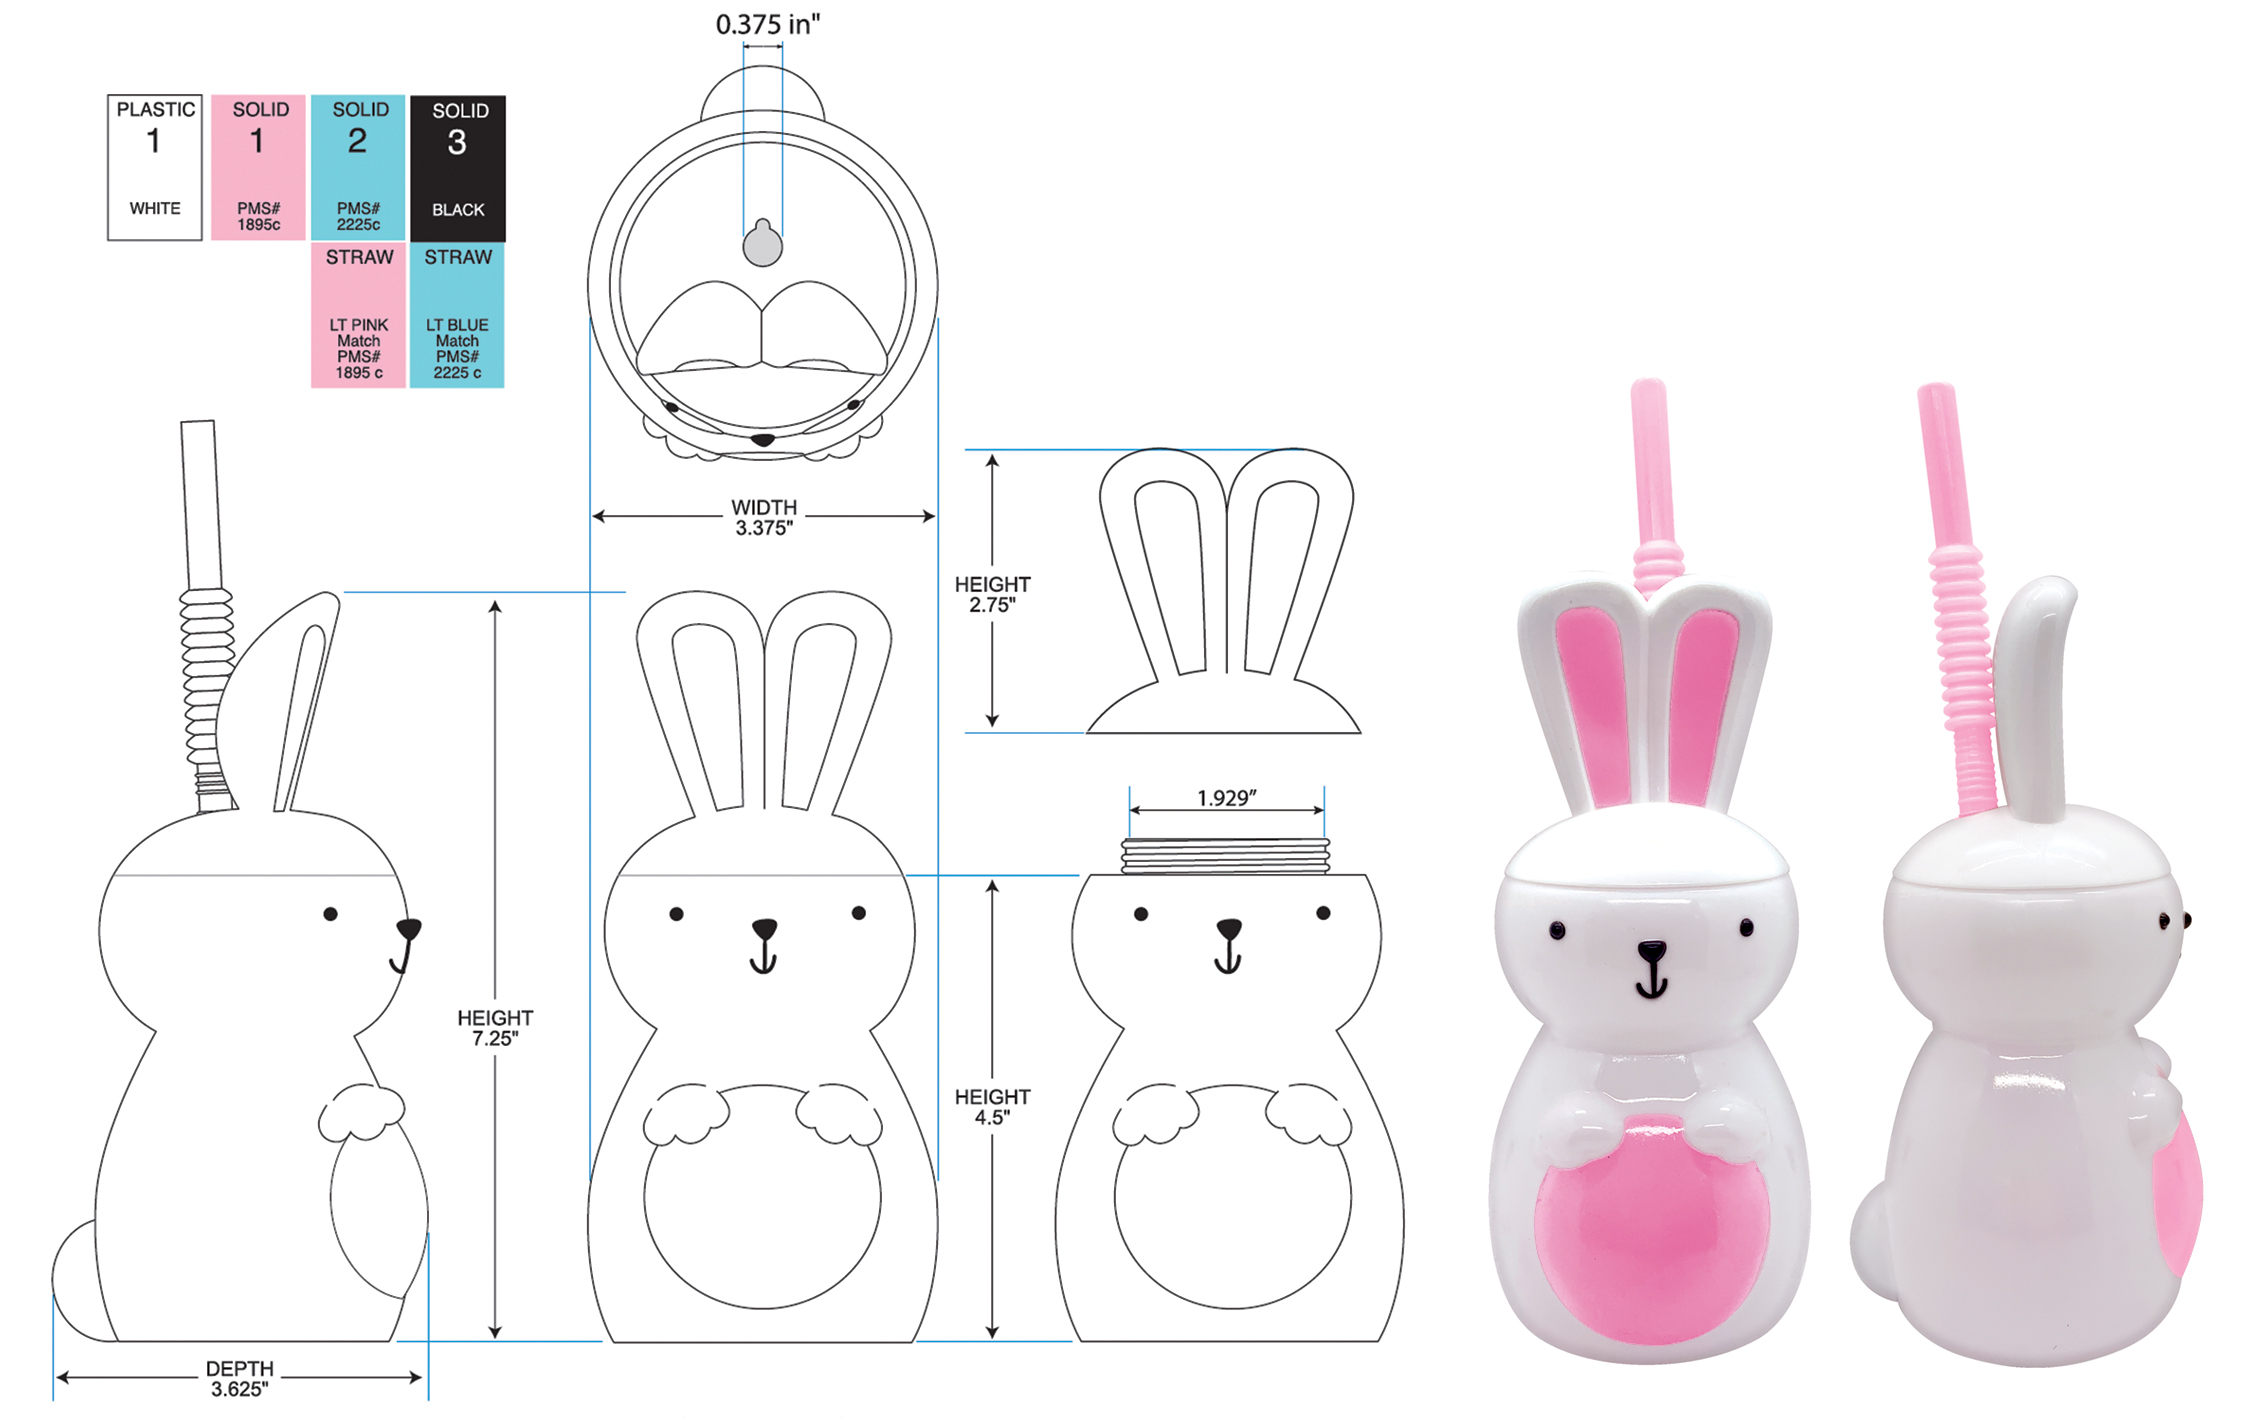 0.375 in"
PLASTIC
1
WHITE
SOLID
1
PMS#
1895c
SOLID
2
PMS#
2225c
SOLID
3
BLACK
STRAW
LT PINK
Match
PMS#
1895 c
STRAW
LT BLUE
Match
PMS#
2225 c
WIDTH
3.375"
HEIGHT
2.75"
1.929"
HEIGHT
7.25"
HEIGHT
4.5"
DEPTH
3.625"